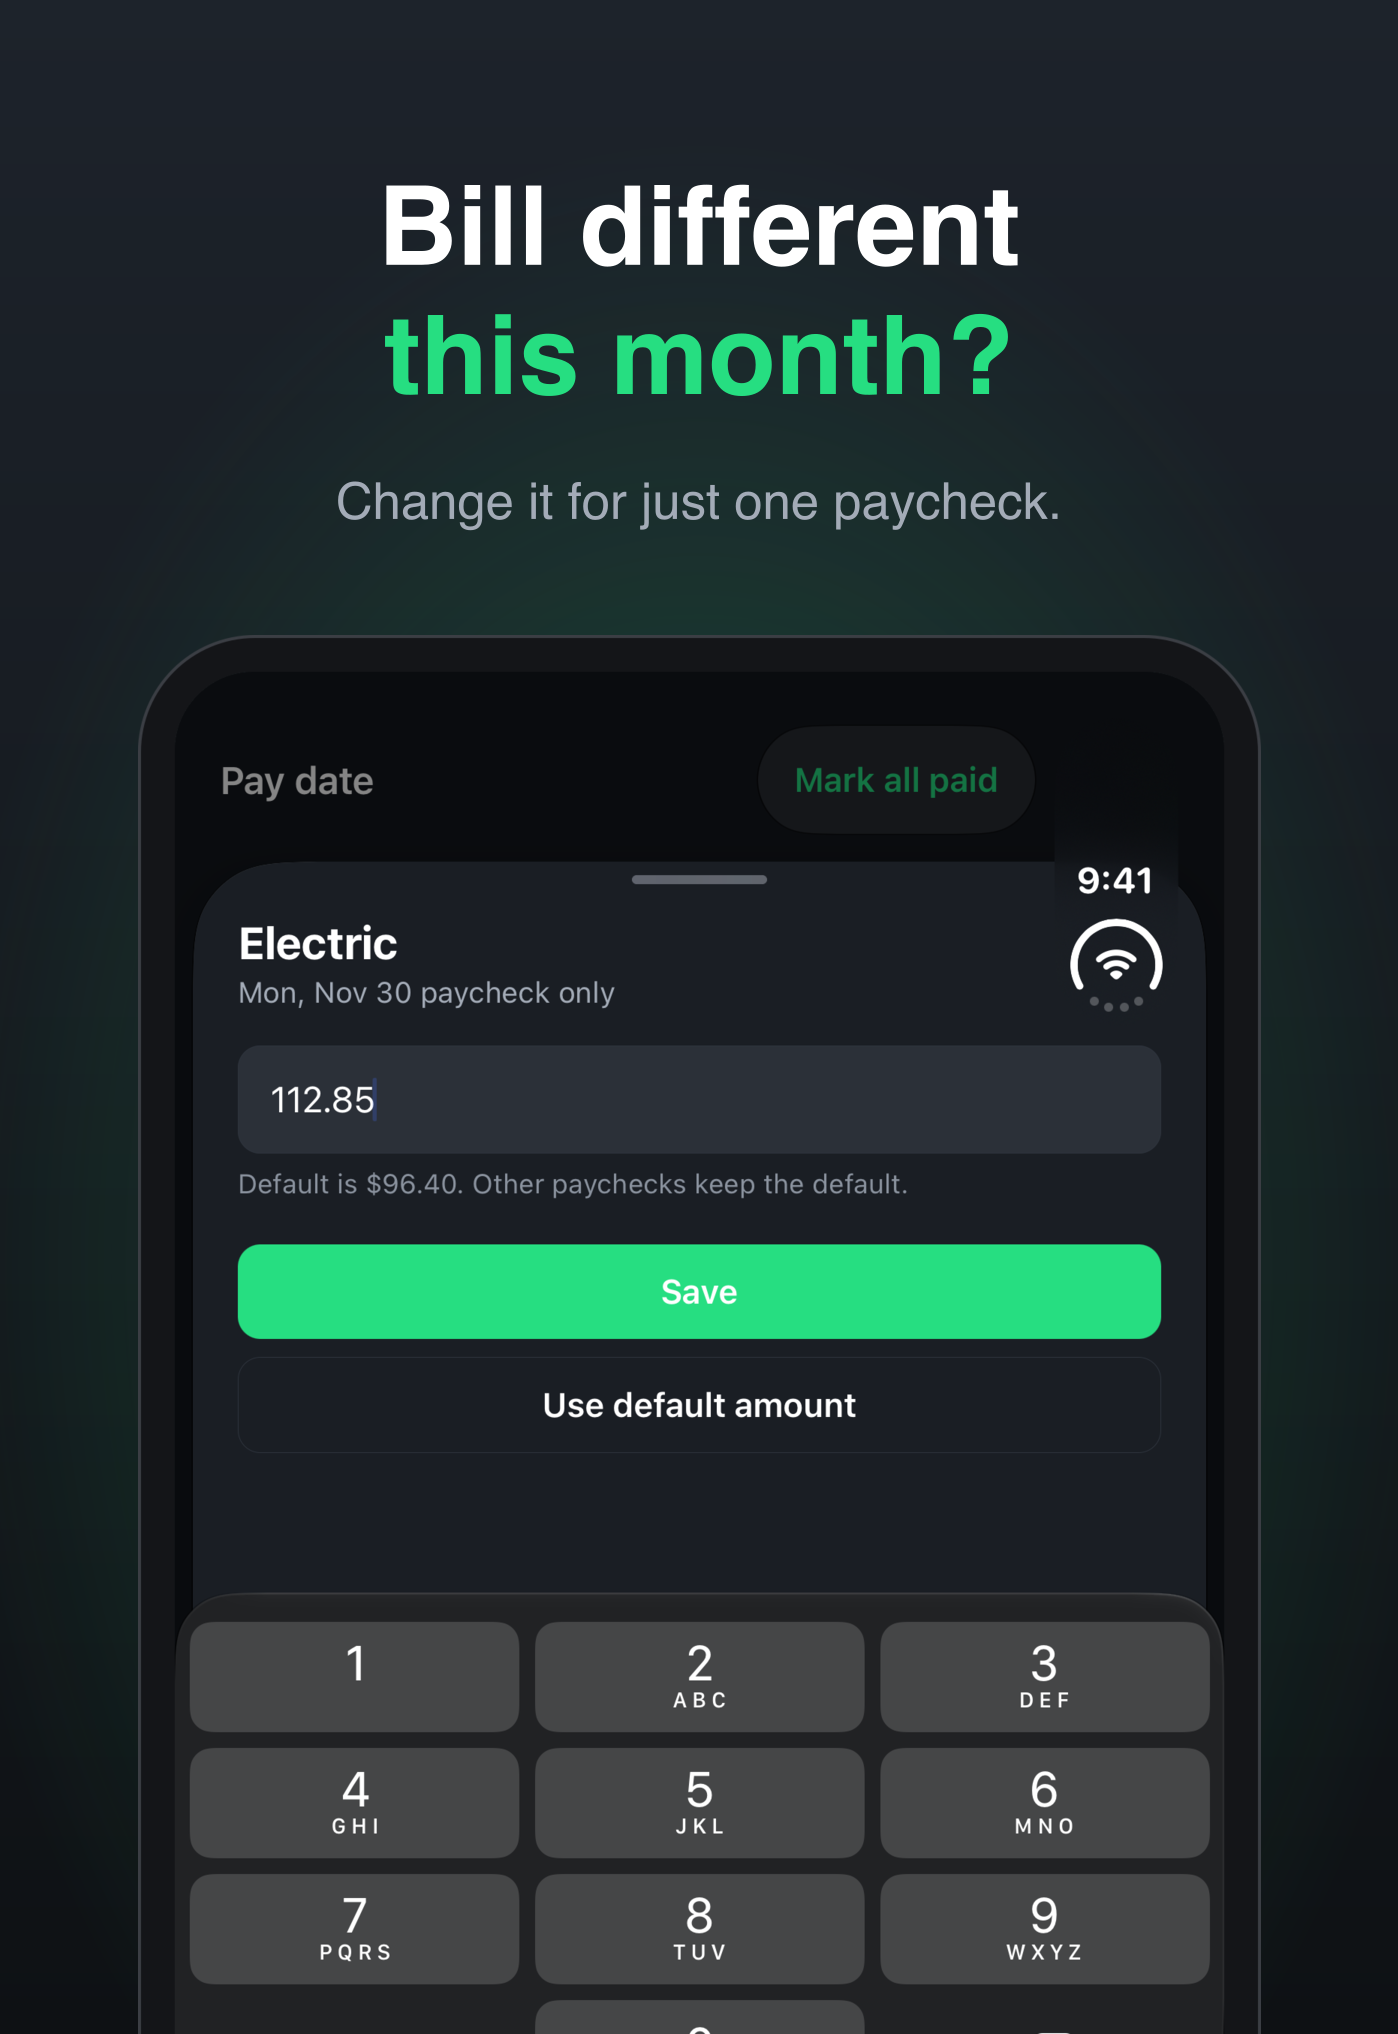 Bill different
this month?
Change it for just one paycheck.
Pay date
Mark all paid
9:41
Electric
Mon, Nov 30 paycheck only
112.85
Default is $96.40. Other paychecks keep the default.
Save
Use default amount
1
2
ABC
3
DEF
4
GHI
5
JKL
6
MNO
7
PQRS
8
TUV
9
WXYZ